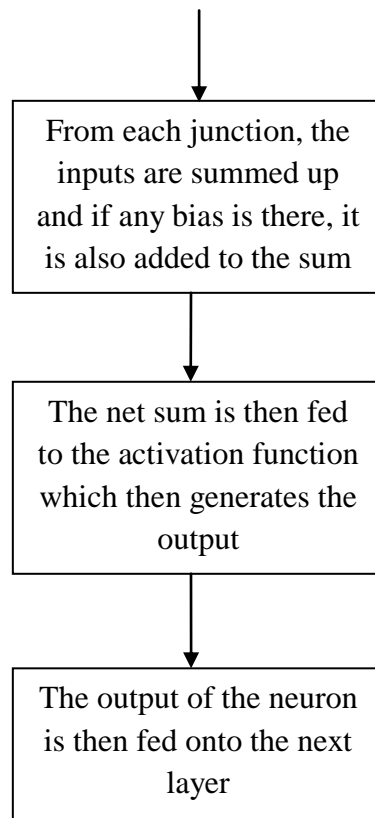 From each junction, the
inputs are summed up
and if any bias is there, it
is also added to the sum
The net sum is then fed
to the activation function
which then generates the
output
The output of the neuron
is then fed onto the next
layer